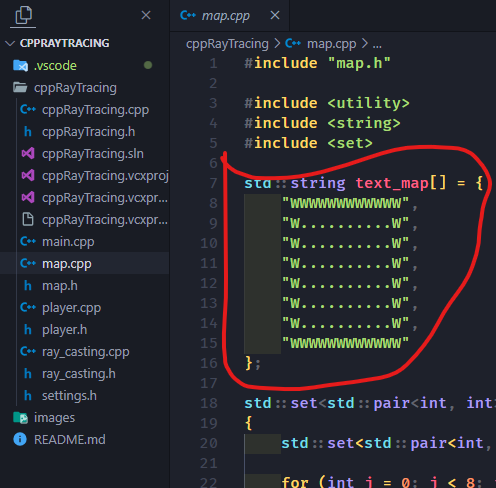 CPPRAYTRACING
.vscode
cppRayTracing
cppRayTracing.cpp
cppRayTracing.h
cppRayTracing.sln
cppRayTracing.vcxproj
cppRayTracing.vcxpr...
cppRayTracing.vcxpr...
main.cpp
map.cpp
map.h
player.cpp
player.h
ray_casting.cpp
ray_casting.h
settings.h
images
README.md
map.cpp
cppRayTracing > map.cpp > ...
1 #include "map.h"
2
3 #include <utility>
4 #include <string>
5 #include <set>
6
7 std::string text_map[] = {
8 "WWWWWWWWWWWW",
9 "W..........W",
10 "W..........W",
11 "W..........W",
12 "W..........W",
13 "W..........W",
14 "W..........W",
15 "WWWWWWWWWWWW"
16 };
17
18 std::set<std::pair<int, int
19 {
20 std::set<std::pair<int,
21
22 for (int j = 0; j < 8;